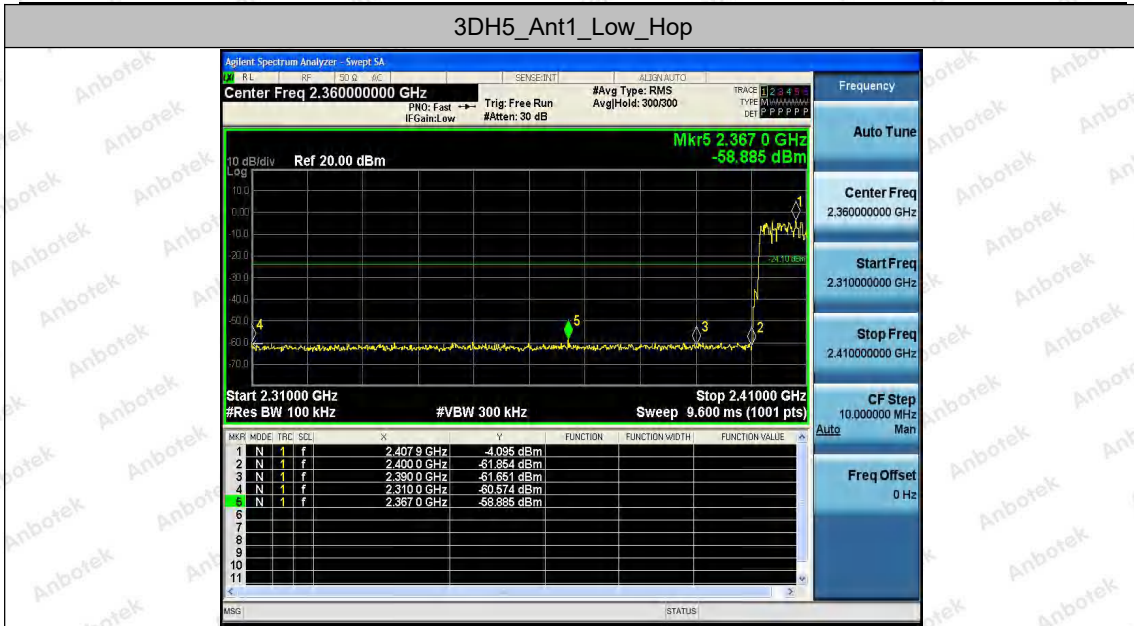 3DH5_Ant1_Low_Hop
Agilent Spectrum Analyzer - Swept SA
LXI RL RF 50 Ω AC SENSE:INT ALIGN AUTO
Center Freq 2.360000000 GHz
PNO: Fast
IFGain:Low
Trig: Free Run
#Atten: 30 dB
#Avg Type: RMS
Avg|Hold: 300/300
TRACE 1 2 3 4 5 6
TYPE M
DET P P P P P P
Mkr5 2.367 0 GHz
-58.885 dBm
10 dB/div Ref 20.00 dBm
Log
10.0
0.00
-10.0
-20.0
-30.0
-40.0
-50.0
-60.0
-70.0
-24.10 dBm
1
4
5
3
2
Start 2.31000 GHz Stop 2.41000 GHz
#Res BW 100 kHz #VBW 300 kHz Sweep 9.600 ms (1001 pts)
MKR MODE TRC SCL X Y FUNCTION FUNCTION WIDTH FUNCTION VALUE
1 N 1 f 2.407 9 GHz -4.095 dBm
2 N 1 f 2.400 0 GHz -61.854 dBm
3 N 1 f 2.390 0 GHz -61.651 dBm
4 N 1 f 2.310 0 GHz -60.574 dBm
5 N 1 f 2.367 0 GHz -58.885 dBm
6
7
8
9
10
11
MSG STATUS
Frequency
Auto Tune
Center Freq
2.360000000 GHz
Start Freq
2.310000000 GHz
Stop Freq
2.410000000 GHz
CF Step
10.000000 MHz
Auto Man
Freq Offset
0 Hz